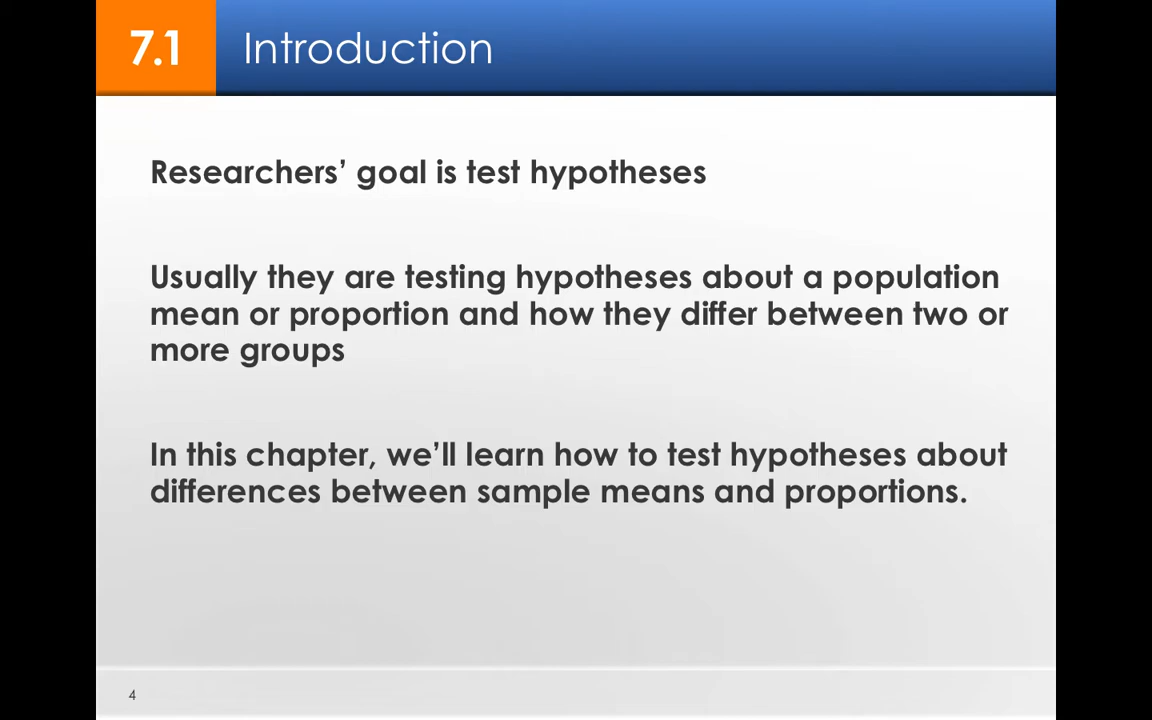 7.1 Introduction
Researchers’ goal is test hypotheses
Usually they are testing hypotheses about a population
mean or proportion and how they differ between two or
more groups
In this chapter, we’ll learn how to test hypotheses about
differences between sample means and proportions.
4